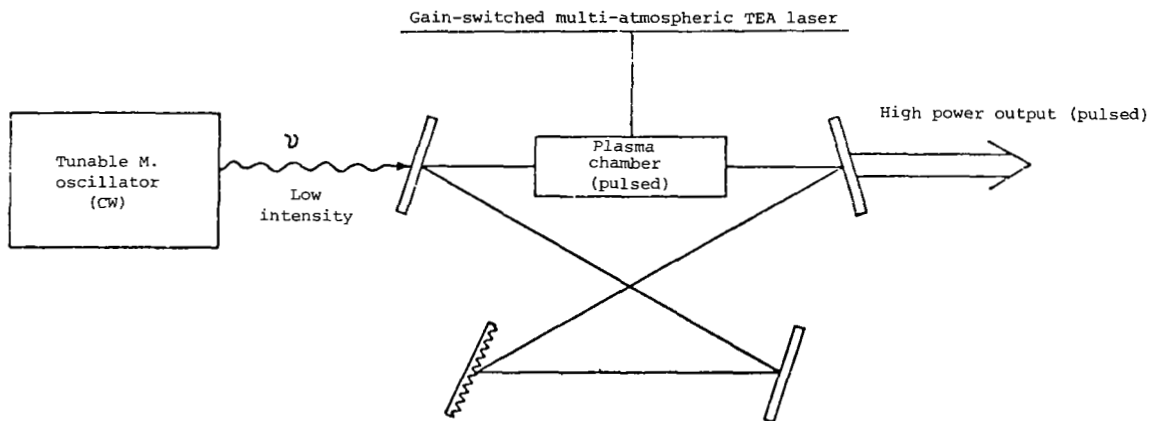 Gain-switched multi-atmospheric TEA laser
High power output (pulsed)
Tunable M.
oscillator
(CW)
ν
Low
intensity
Plasma
chamber
(pulsed)